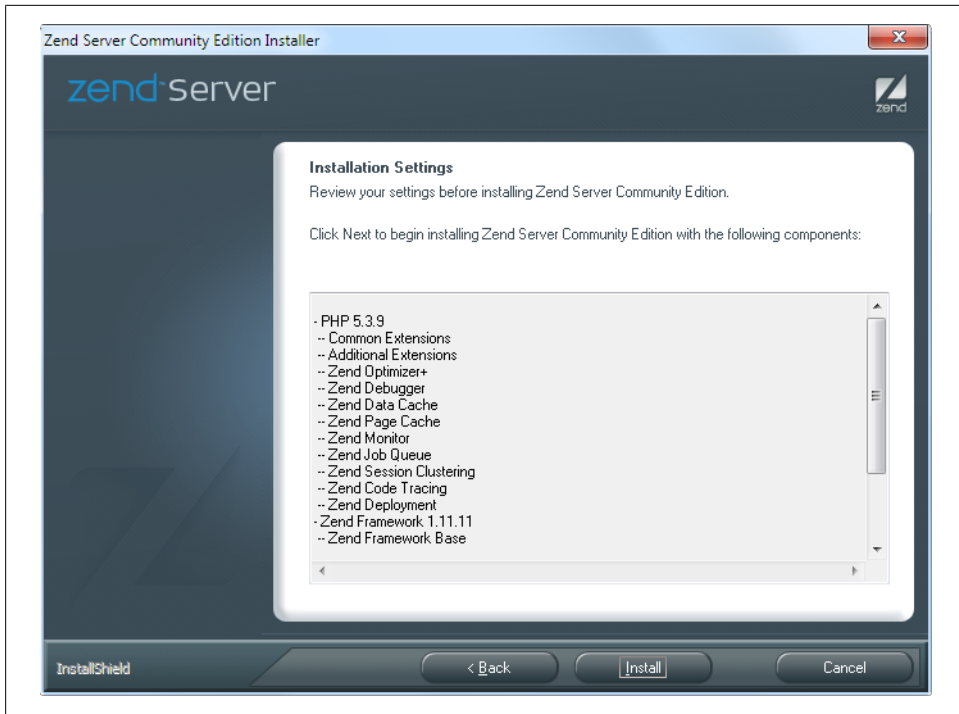 Zend Server Community Edition Installer
zend server
zend
Installation Settings
Review your settings before installing Zend Server Community Edition.
Click Next to begin installing Zend Server Community Edition with the following components:
- PHP 5.3.9
-- Common Extensions
-- Additional Extensions
-- Zend Optimizer+
-- Zend Debugger
-- Zend Data Cache
-- Zend Page Cache
-- Zend Monitor
-- Zend Job Queue
-- Zend Session Clustering
-- Zend Code Tracing
-- Zend Deployment
- Zend Framework 1.11.11
-- Zend Framework Base
InstallShield
< Back
Install
Cancel